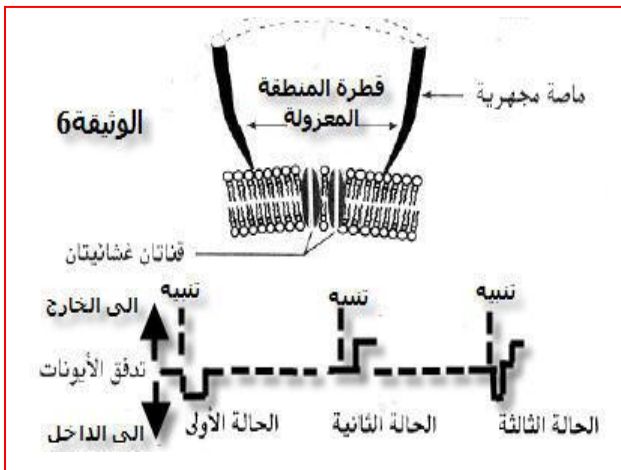 قطرة المنطقة
المعزولة
ماصة مجهرية
الوثيقة6
قناتان غشائيتان
تنبيه
تنبيه
تنبيه
الى الخارج
تدفق الأيونات
الى الداخل
الحالة الأولى
الحالة الثانية
الحالة الثالثة